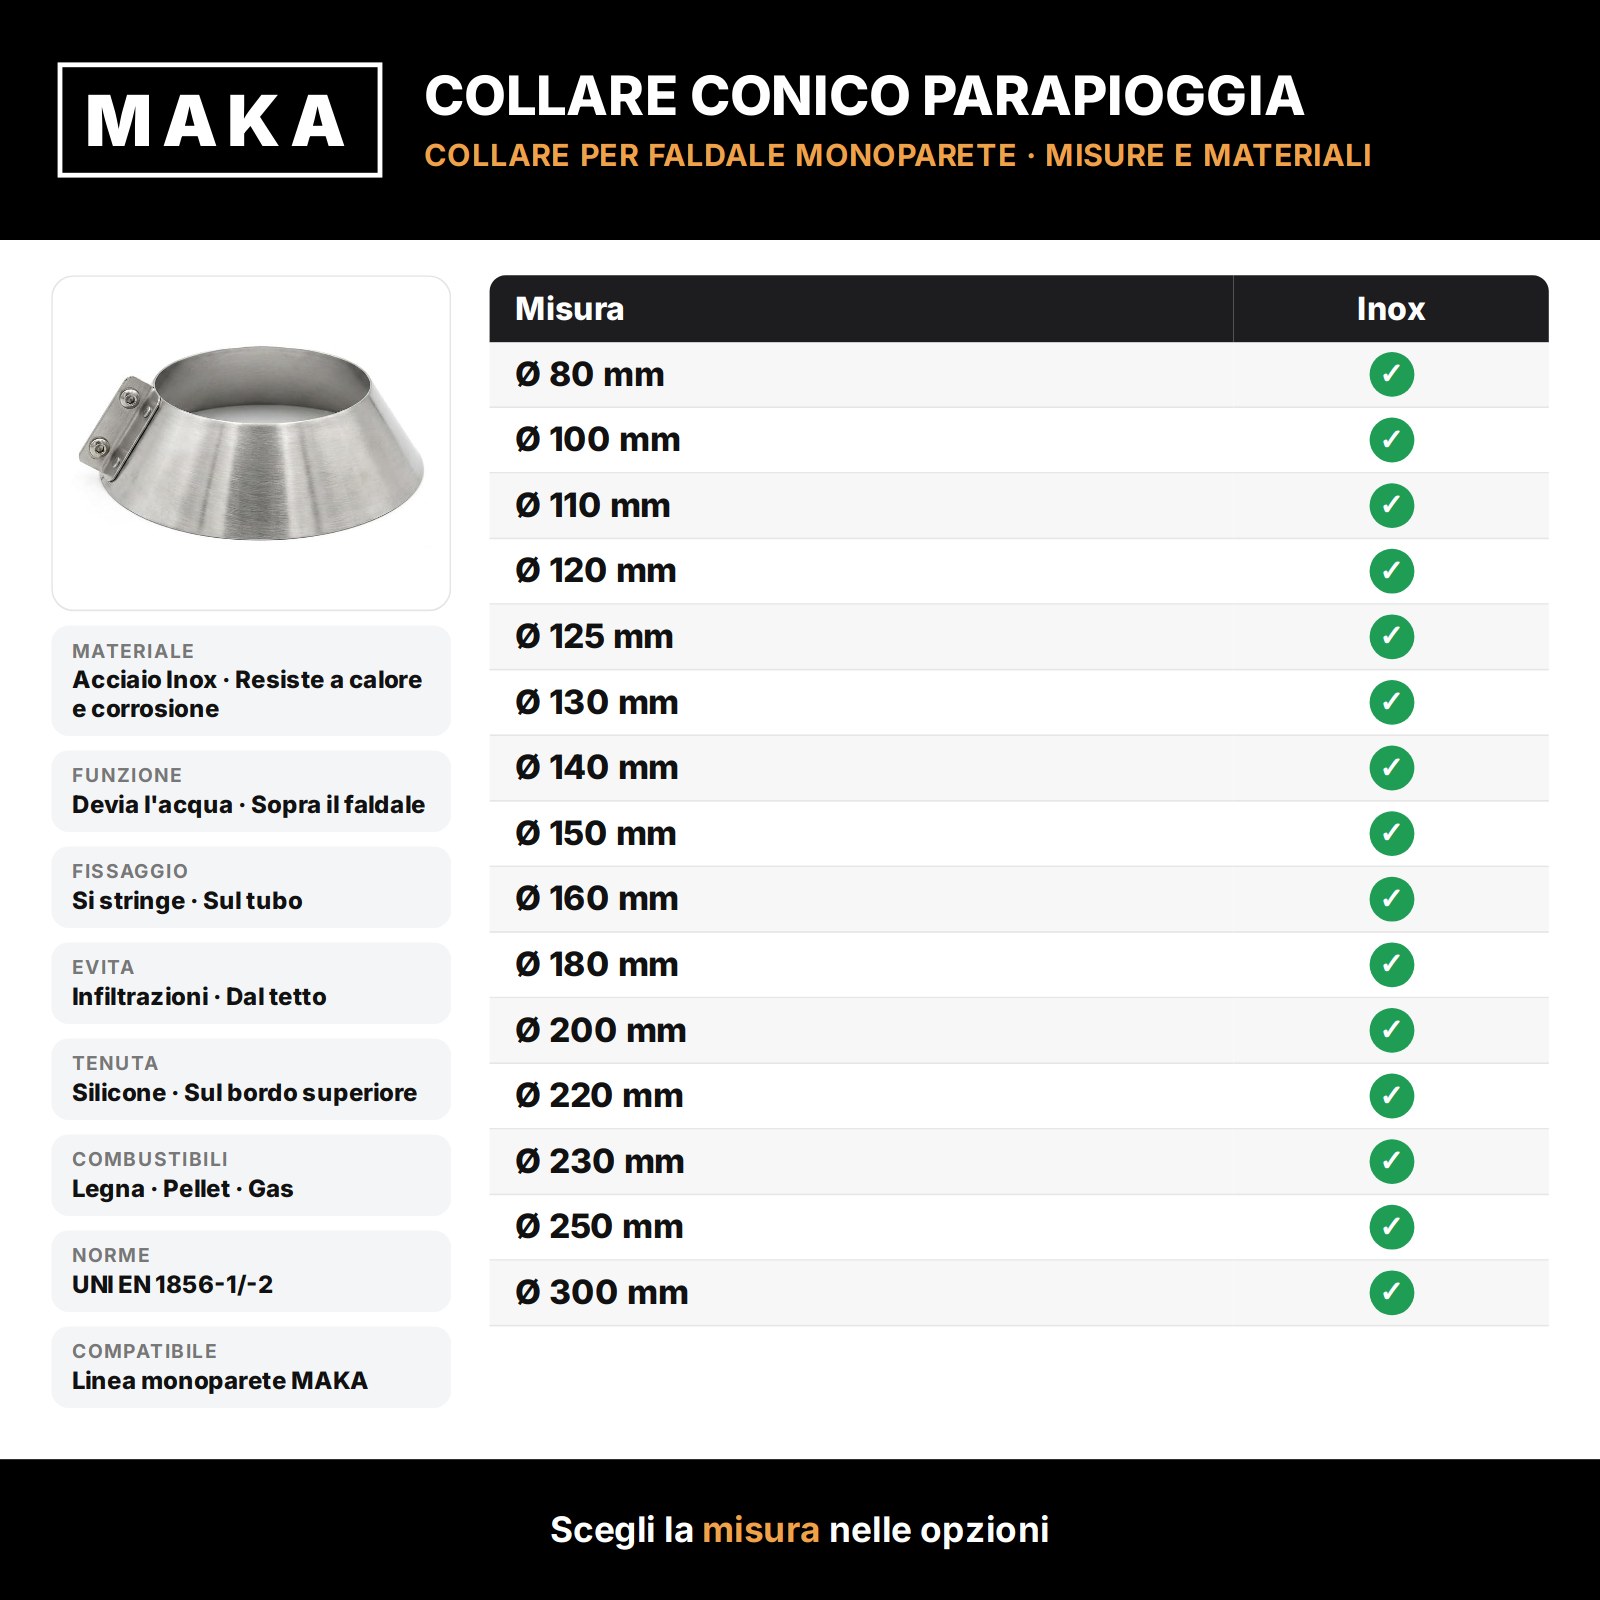 MAKA
COLLARE CONICO PARAPIOGGIA
COLLARE PER FALDALE MONOPARETE · MISURE E MATERIALI
MATERIALE
Acciaio Inox · Resiste a calore
e corrosione
FUNZIONE
Devia l'acqua · Sopra il faldale
FISSAGGIO
Si stringe · Sul tubo
EVITA
Infiltrazioni · Dal tetto
TENUTA
Silicone · Sul bordo superiore
COMBUSTIBILI
Legna · Pellet · Gas
NORME
UNI EN 1856-1/-2
COMPATIBILE
Linea monoparete MAKA
Misura Inox
Ø 80 mm ✓
Ø 100 mm ✓
Ø 110 mm ✓
Ø 120 mm ✓
Ø 125 mm ✓
Ø 130 mm ✓
Ø 140 mm ✓
Ø 150 mm ✓
Ø 160 mm ✓
Ø 180 mm ✓
Ø 200 mm ✓
Ø 220 mm ✓
Ø 230 mm ✓
Ø 250 mm ✓
Ø 300 mm ✓
Scegli la misura nelle opzioni